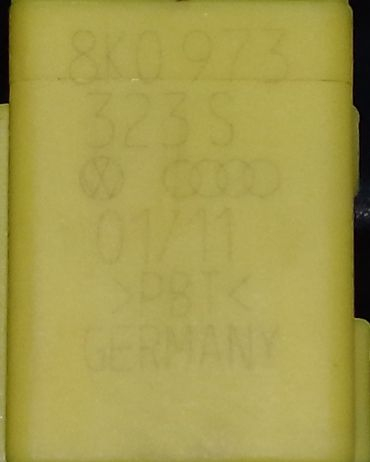 8K0 973
323 S
01/11
>PBT<
GERMANY